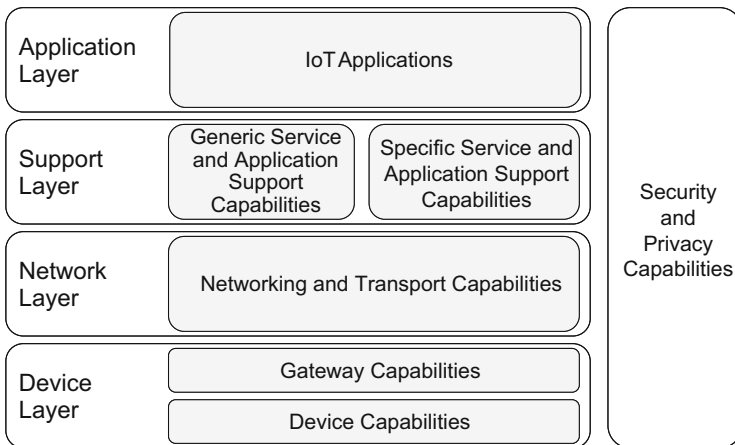 Application
Layer
IoT Applications
Support
Layer
Generic Service
and Application
Support
Capabilities
Specific Service and
Application Support
Capabilities
Network
Layer
Networking and Transport Capabilities
Device
Layer
Gateway Capabilities
Device Capabilities
Security
and
Privacy
Capabilities